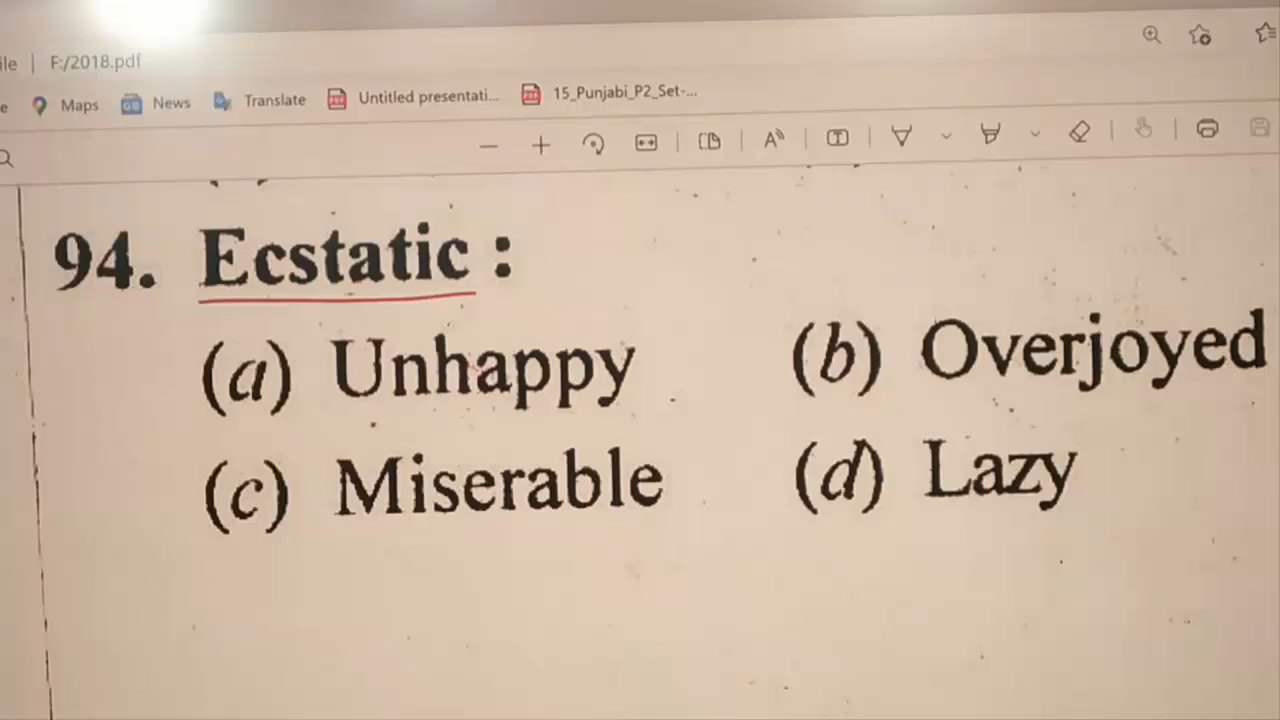 ile | F:/2018.pdf
e Maps News Translate Untitled presentati... 15_Punjabi_P2_Set-...
94. Ecstatic :
(a) Unhappy (b) Overjoyed
(c) Miserable (d) Lazy